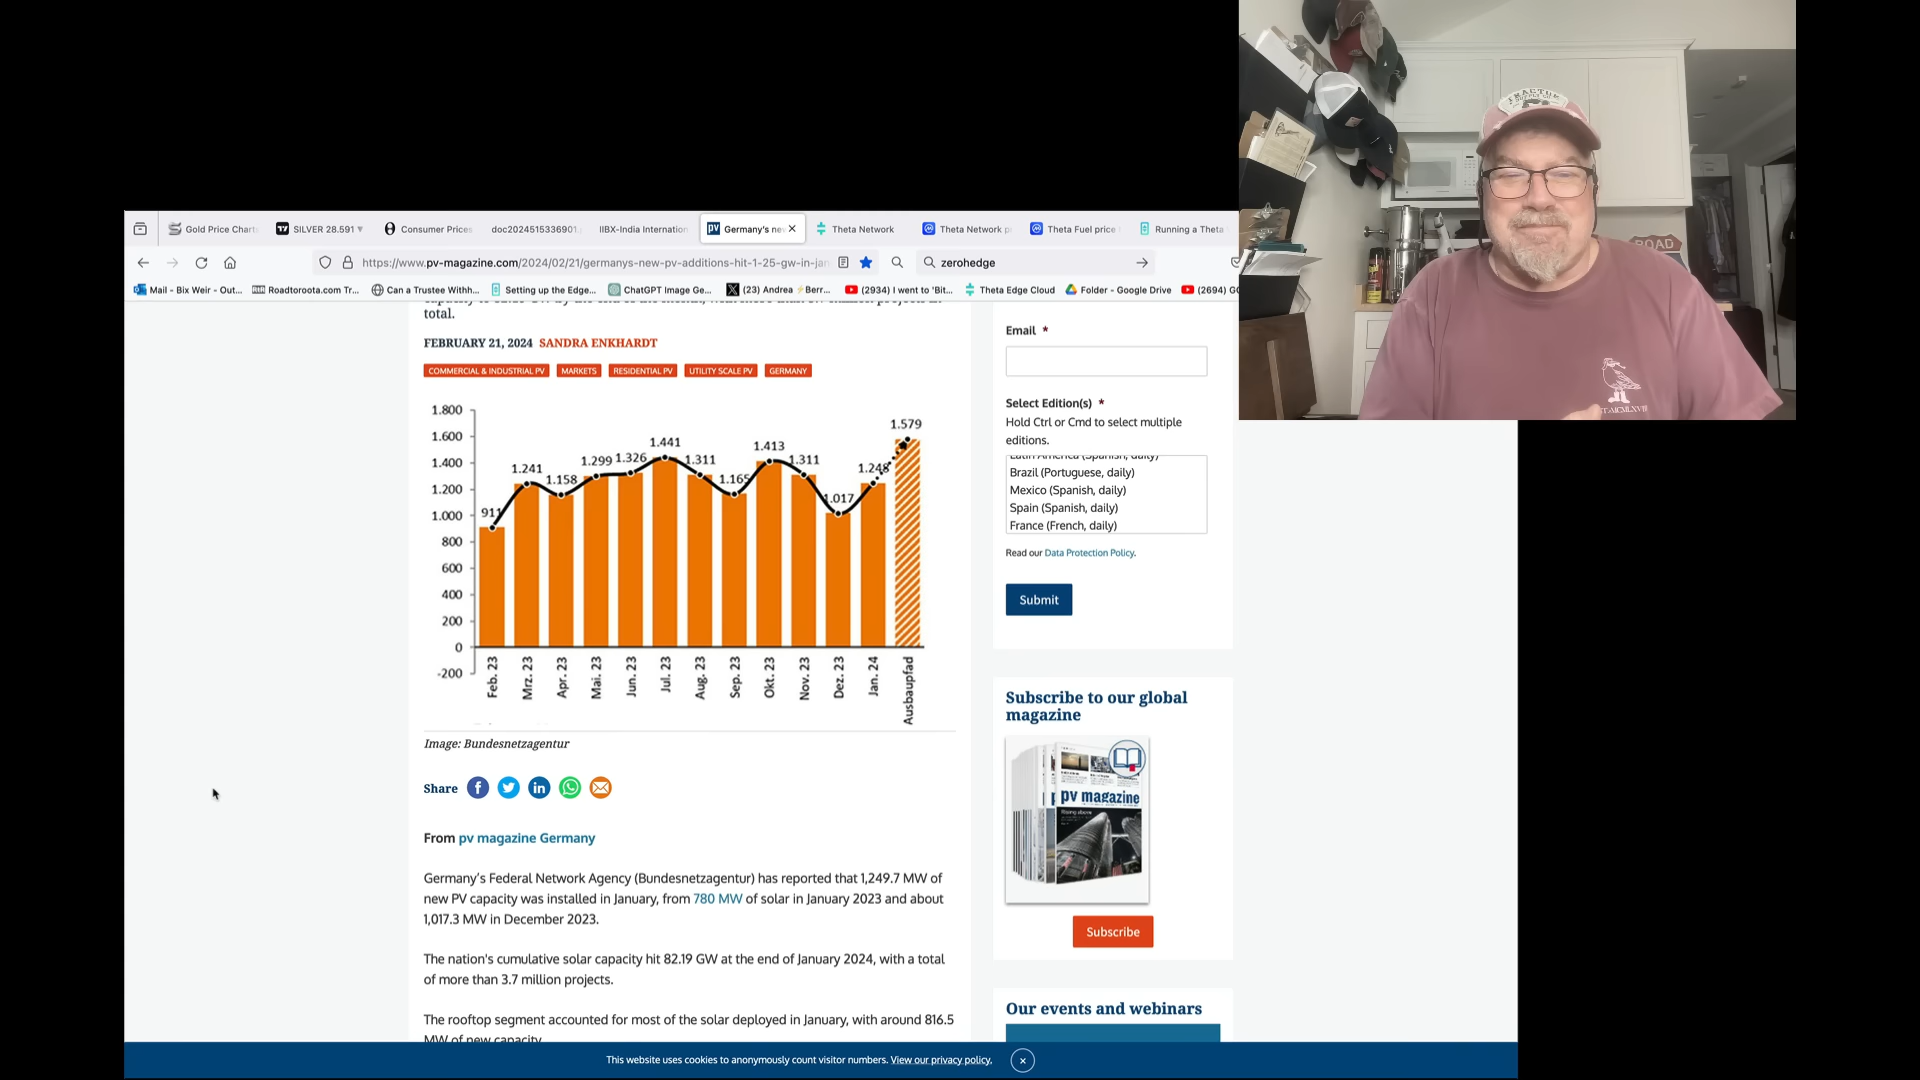 Gold Price Chart
SILVER 28.591
Consumer Prices
doc2024515336901
IIBX-India Internation
Germany's ne
Theta Network
Theta Network p
Theta Fuel price
Running a Theta
https://www.pv-magazine.com/2024/02/21/germanys-new-pv-additions-hit-1-25-gw-in-jan
zerohedge
Mail - Bix Weir - Out...
Roadtoroota.com Tr...
Can a Trustee Withh...
Setting up the Edge...
ChatGPT Image Ge...
(23) Andrea ⚡Berr...
(2934) I went to 'Bit...
Theta Edge Cloud
Folder - Google Drive
(2694) GO
total.
FEBRUARY 21, 2024 SANDRA ENKHARDT
COMMERCIAL & INDUSTRIAL PV
MARKETS
RESIDENTIAL PV
UTILITY SCALE PV
GERMANY
1.800
1.600
1.400
1.200
1.000
800
600
400
200
0
-200
911
1.241
1.158
1.299
1.326
1.441
1.311
1.165
1.413
1.311
1.017
1.248
1.579
Feb. 23
Mrz. 23
Apr. 23
Mai. 23
Jun. 23
Jul. 23
Aug. 23
Sep. 23
Okt. 23
Nov. 23
Dez. 23
Jan. 24
Ausbaupfad
Image: Bundesnetzagentur
Share
From pv magazine Germany
Germany's Federal Network Agency (Bundesnetzagentur) has reported that 1,249.7 MW of
new PV capacity was installed in January, from 780 MW of solar in January 2023 and about
1,017.3 MW in December 2023.
The nation's cumulative solar capacity hit 82.19 GW at the end of January 2024, with a total
of more than 3.7 million projects.
The rooftop segment accounted for most of the solar deployed in January, with around 816.5
MW of new capacity.
Email *
Select Edition(s) *
Hold Ctrl or Cmd to select multiple
editions.
Latin America (Spanish, daily)
Brazil (Portuguese, daily)
Mexico (Spanish, daily)
Spain (Spanish, daily)
France (French, daily)
Read our Data Protection Policy.
Submit
Subscribe to our global
magazine
pv magazine
Subscribe
Our events and webinars
This website uses cookies to anonymously count visitor numbers. View our privacy policy.
TRACTOR
ROAD